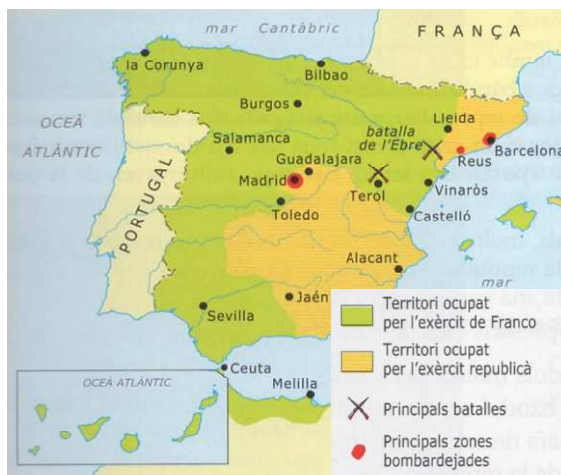 mar Cantàbric
FRANÇA
la Corunya
Bilbao
Burgos
OCEÀ
ATLÀNTIC
Lleida
batalla
de l'Ebre
Barcelona
Salamanca
Guadalajara
Reus
Madrid
Terol
Vinaròs
PORTUGAL
Toledo
Castelló
Alacant
mar
Jaén
Sevilla
Territori ocupat
per l'exèrcit de Franco
Territori ocupat
per l'exèrcit republicà
Ceuta
OCEÀ ATLÀNTIC
Melilla
Principals batalles
Principals zones
bombardejades